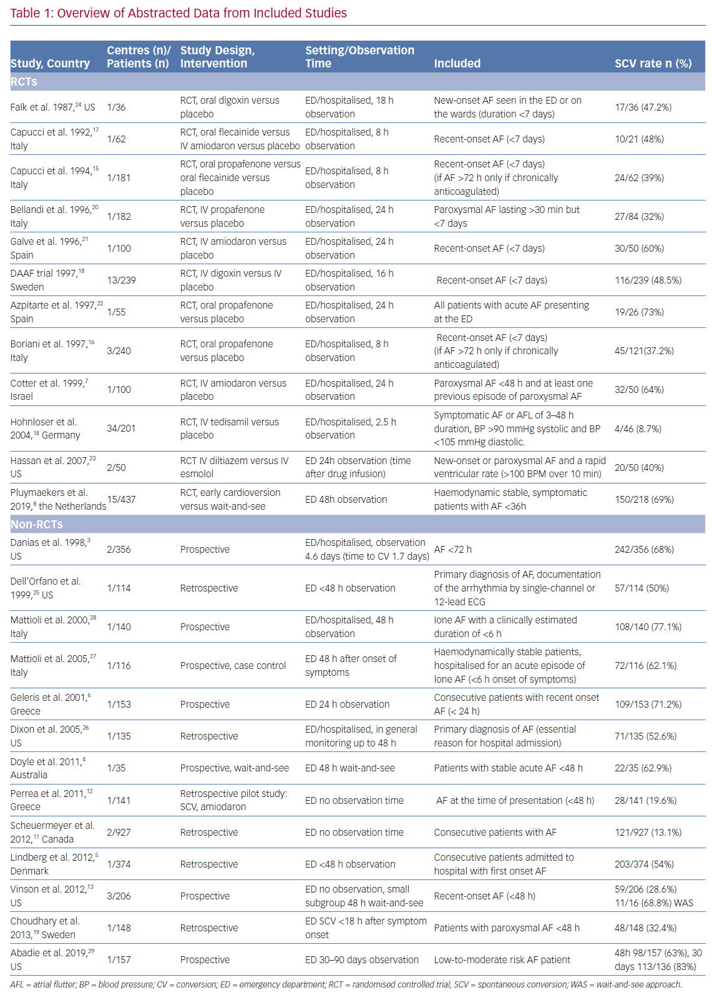 Table 1: Overview of Abstracted Data from Included Studies
Study, Country
Centres (n)/
Patients (n)
Study Design,
Intervention
Setting/Observation
Time
Included
SCV rate n (%)
RCTs
Falk et al. 1987,24 US
1/36
RCT, oral digoxin versus
placebo
ED/hospitalised, 18 h
observation
New-onset AF seen in the ED or on
the wards (duration <7 days)
17/36 (47.2%)
Capucci et al. 1992,17
Italy
1/62
RCT, oral flecainide versus
IV amiodaron versus placebo
ED/hospitalised, 8 h
observation
Recent-onset AF (<7 days)
10/21 (48%)
Capucci et al. 1994,15
Italy
1/181
RCT, oral propafenone versus
oral flecainide versus
placebo
ED/hospitalised, 8 h
observation
Recent-onset AF (<7 days)
(if AF >72 h only if chronically
anticoagulated)
24/62 (39%)
Bellandi et al. 1996,20
Italy
1/182
RCT, IV propafenone
versus placebo
ED/hospitalised, 24 h
observation
Paroxysmal AF lasting >30 min but
<7 days
27/84 (32%)
Galve et al. 1996,21
Spain
1/100
RCT, IV amiodaron versus
placebo
ED/hospitalised, 24 h
observation
Recent-onset AF (<7 days)
30/50 (60%)
DAAF trial 1997,18
Sweden
13/239
RCT, IV digoxin versus IV
placebo
ED/hospitalised, 16 h
observation
Recent-onset AF (<7 days)
116/239 (48.5%)
Azpitarte et al. 1997,22
Spain
1/55
RCT, oral propafenone
versus placebo
ED/hospitalised, 24 h
observation
All patients with acute AF presenting
at the ED
19/26 (73%)
Boriani et al. 1997,16
Italy
3/240
RCT, oral propafenone
versus placebo
ED/hospitalised, 8 h
observation
Recent-onset AF (<7 days)
(if AF >72 h only if chronically
anticoagulated)
45/121(37.2%)
Cotter et al. 1999,7
Israel
1/100
RCT, IV amiodaron versus
placebo
ED/hospitalised, 24 h
observation
Paroxysmal AF <48 h and at least one
previous episode of paroxysmal AF
32/50 (64%)
Hohnloser et al.
2004,14 Germany
34/201
RCT, IV tedisamil versus
placebo
ED/hospitalised, 2.5 h
observation
Symptomatic AF or AFL of 3–48 h
duration, BP >90 mmHg systolic and BP
<105 mmHg diastolic.
4/46 (8.7%)
Hassan et al. 2007,23
US
2/50
RCT IV diltiazem versus IV
esmolol
ED 24h observation (time
after drug infusion)
New-onset or paroxysmal AF and a rapid
ventricular rate (>100 BPM over 10 min)
20/50 (40%)
Pluymaekers et al.
2019,8 the Netherlands
15/437
RCT, early cardioversion
versus wait-and-see
ED 48h observation
Haemodynamic stable, symptomatic
patients with AF <36h
150/218 (69%)
Non-RCTs
Danias et al. 1998,3
US
2/356
Prospective
ED/hospitalised, observation
4.6 days (time to CV 1.7 days)
AF <72 h
242/356 (68%)
Dell’Orfano et al.
1999,25 US
1/114
Retrospective
ED <48 h observation
Primary diagnosis of AF, documentation
of the arrhythmia by single-channel or
12-lead ECG
57/114 (50%)
Mattioli et al. 2000,28
Italy
1/140
Prospective
ED/hospitalised, 48 h
observation
lone AF with a clinically estimated
duration of <6 h
108/140 (77.1%)
Mattioli et al. 2005,27
Italy
1/116
Prospective, case control
ED 48 h after onset of
symptoms
Haemodynamically stable patients,
hospitalised for an acute episode of
lone AF (<6 h onset of symptoms)
72/116 (62.1%)
Geleris et al. 2001,6
Greece
1/153
Prospective
ED 24 h observation
Consecutive patients with recent onset
AF (< 24 h)
109/153 (71.2%)
Dixon et al. 2005,26
US
1/135
Retrospective
ED/hospitalised, in general
monitoring up to 48 h
Primary diagnosis of AF (essential
reason for hospital admission)
71/135 (52.6%)
Doyle et al. 2011,4
Australia
1/35
Prospective, wait-and-see
ED 48 h wait-and-see
Patients with stable acute AF <48 h
22/35 (62.9%)
Perrea et al. 2011,12
Greece
1/141
Retrospective pilot study:
SCV, amiodaron
ED no observation time
AF at the time of presentation (<48 h)
28/141 (19.6%)
Scheuermeyer et al.
2012,11 Canada
2/927
Retrospective
ED no observation time
Consecutive patients with AF
121/927 (13.1%)
Lindberg et al. 2012,5
Denmark
1/374
Retrospective
ED <48 h observation
Consecutive patients admitted to
hospital with first onset AF
203/374 (54%)
Vinson et al. 2012,13
US
3/206
Prospective
ED no observation, small
subgroup 48 h wait-and-see
Recent-onset AF (<48 h)
59/206 (28.6%)
11/16 (68.8%) WAS
Choudhary et al.
2013,19 Sweden
1/148
Retrospective
ED SCV <18 h after symptom
onset
Patients with paroxysmal AF <48 h
48/148 (32.4%)
Abadie et al. 2019,29
US
1/157
Prospective
ED 30–90 days observation
Low-to-moderate risk AF patient
48h 98/157 (63%), 30
days 113/136 (83%)
AFL = atrial flutter; BP = blood pressure; CV = conversion; ED = emergency department; RCT = randomised controlled trial, SCV = spontaneous conversion; WAS = wait-and-see approach.